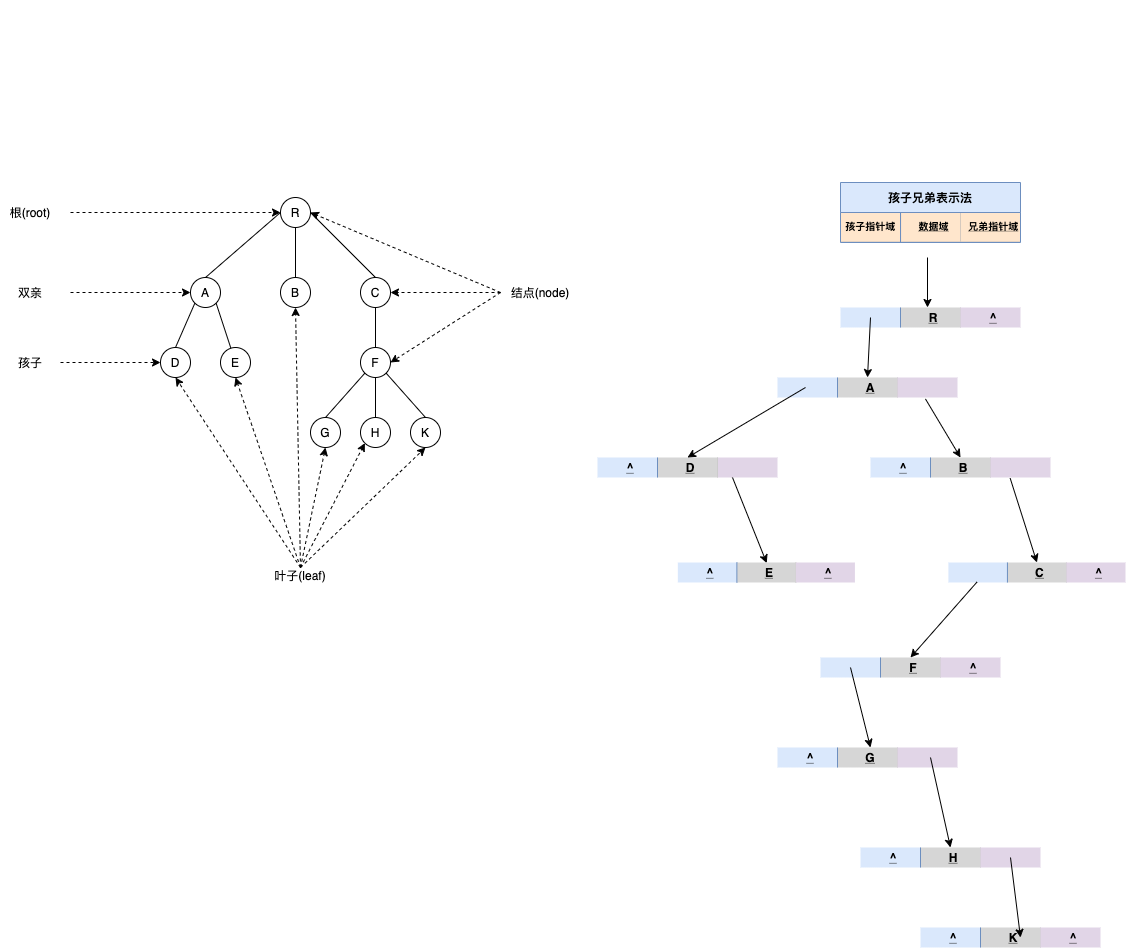 根(root)
R
双亲
A
B
C
结点(node)
孩子
D
E
F
G
H
K
叶子(leaf)
孩子兄弟表示法
孩子指针域 数据域 兄弟指针域
R ^
A
^ D
^ B
^ E ^
C ^
F ^
^ G
^ H
^ K ^